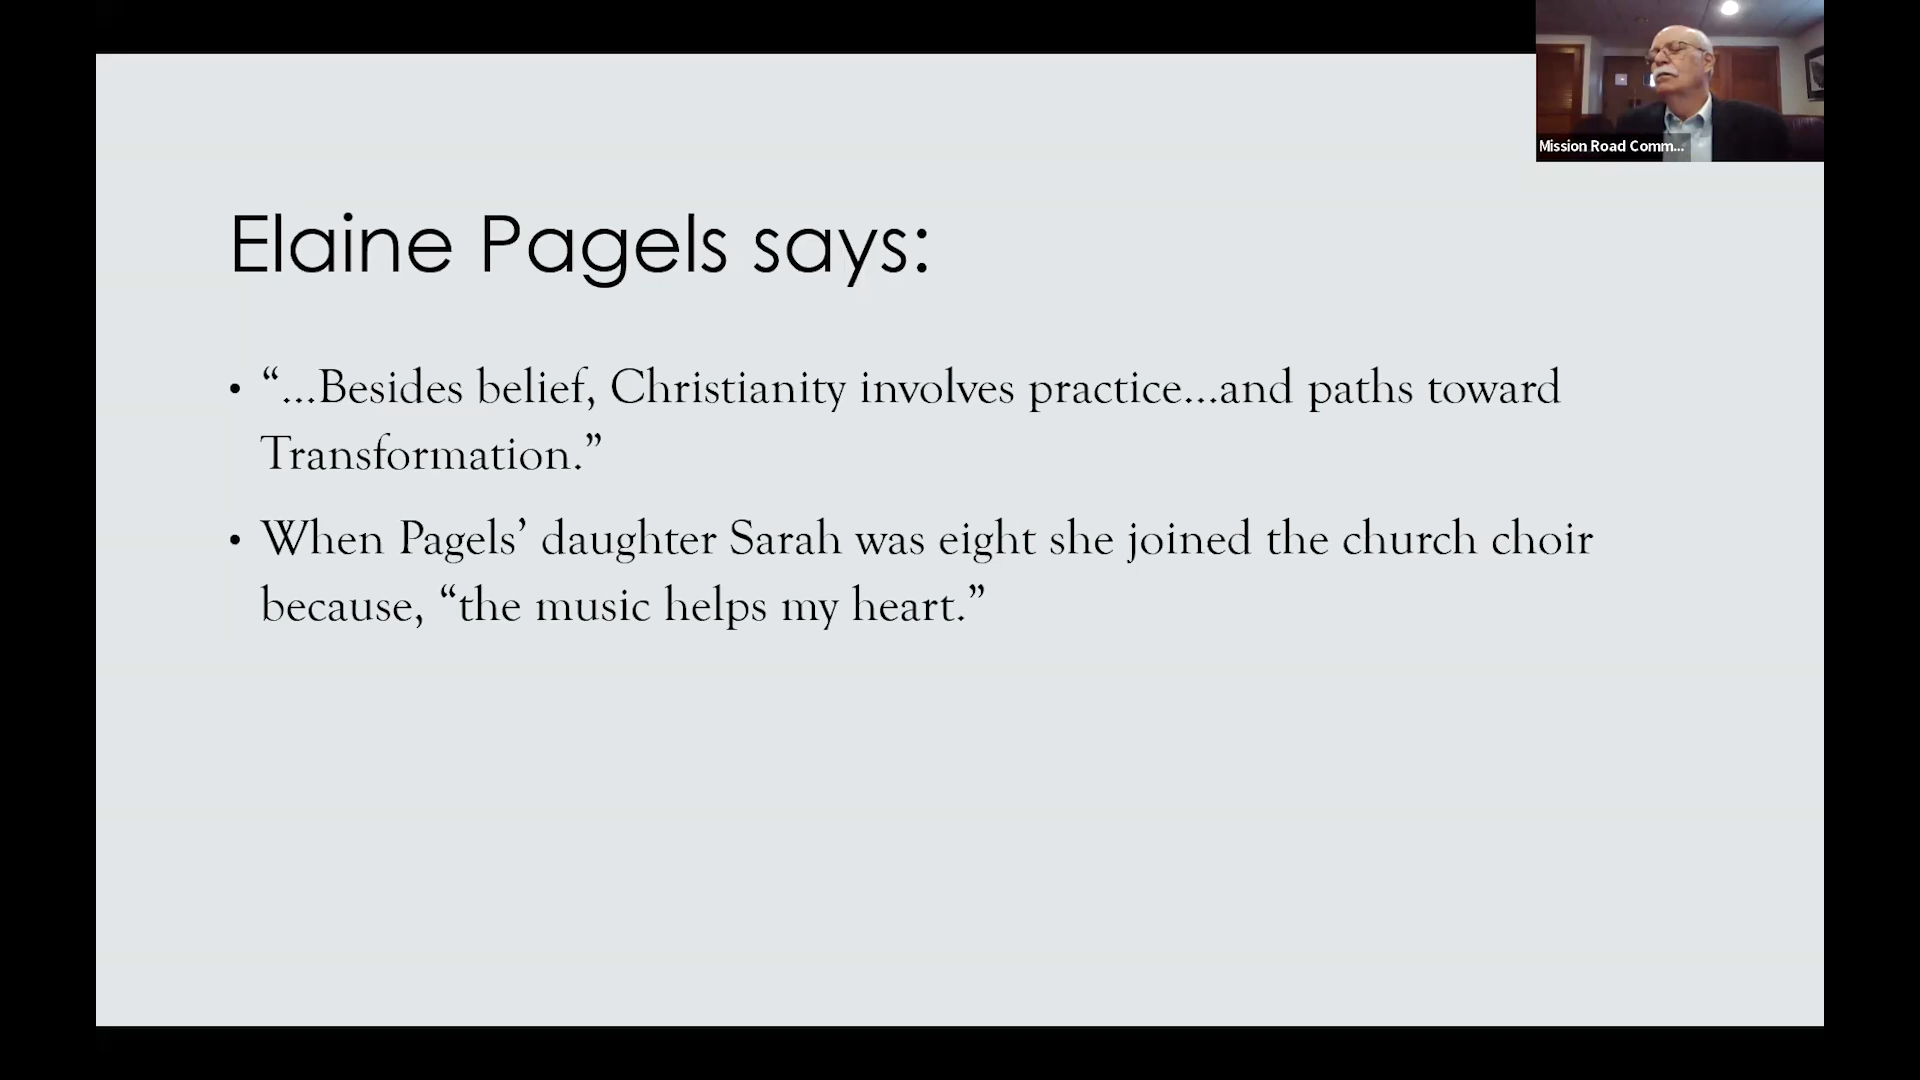 Mission Road Comm...
Elaine Pagels says:
• “...Besides belief, Christianity involves practice...and paths toward
Transformation.”
• When Pagels’ daughter Sarah was eight she joined the church choir
because, “the music helps my heart.”